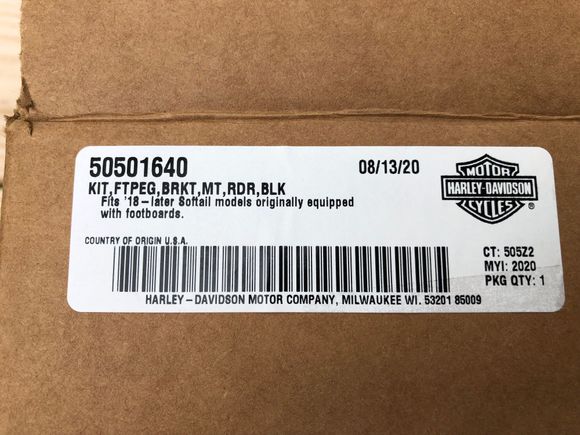 50501640 08/13/20
KIT,FTPEG,BRKT,MT,RDR,BLK
Fits '18-later Softail models originally equipped
with footboards.
MOTOR
HARLEY-DAVIDSON
CYCLES
®
COUNTRY OF ORIGIN U.S.A.
CT: 505Z2
MYI: 2020
PKG QTY: 1
HARLEY-DAVIDSON MOTOR COMPANY, MILWAUKEE WI. 53201 85009